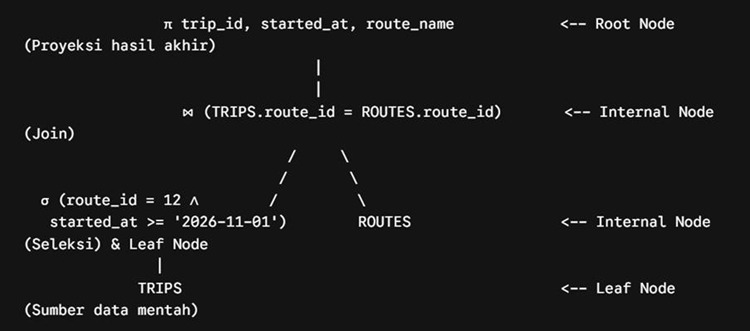 π trip_id, started_at, route_name <-- Root Node
(Proyeksi hasil akhir)
|
|
⋈ (TRIPS.route_id = ROUTES.route_id) <-- Internal Node
(Join)
/ \
/ \
σ (route_id = 12 ∧ / \
started_at >= '2026-11-01') ROUTES <-- Internal Node
(Seleksi) & Leaf Node
|
TRIPS <-- Leaf Node
(Sumber data mentah)